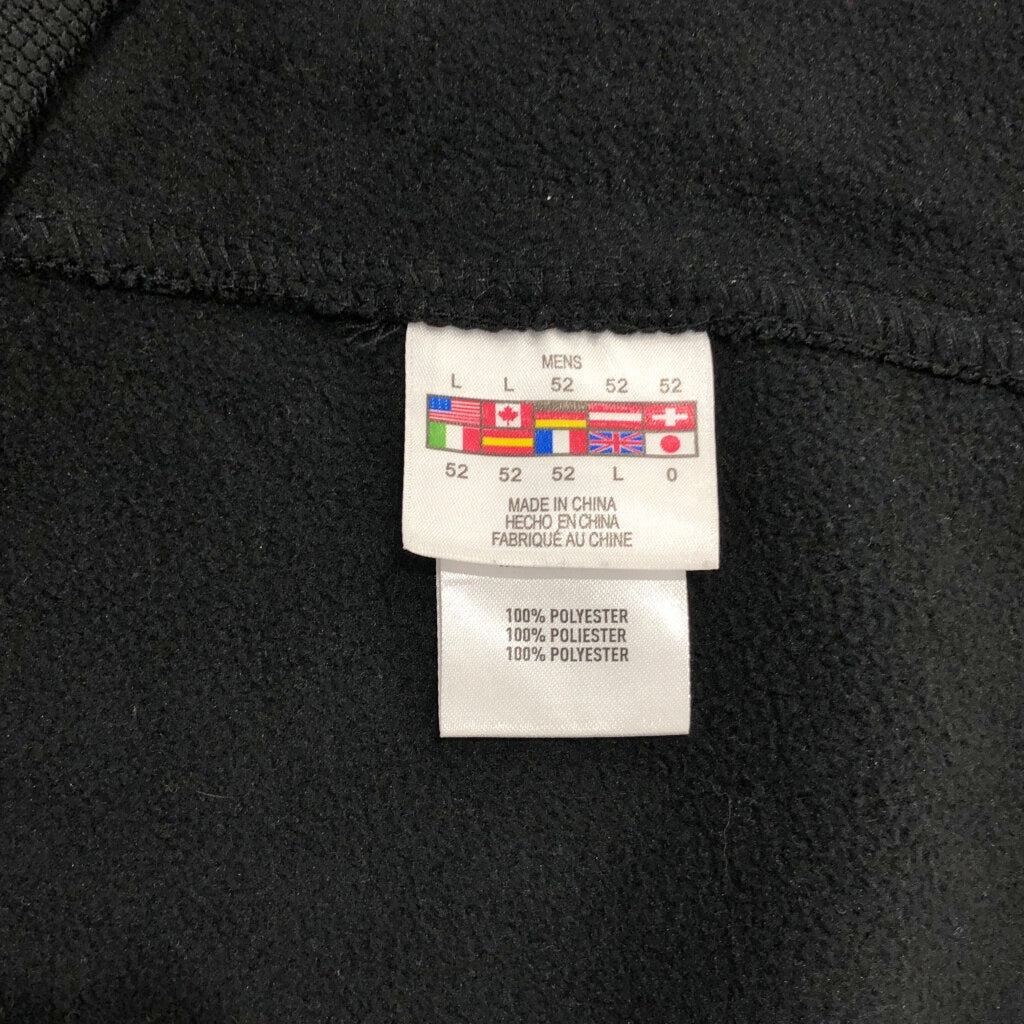 MENS
L L 52 52 52
52 52 52 L 0
MADE IN CHINA
HECHO EN CHINA
FABRIQUÉ AU CHINE
100% POLYESTER
100% POLIESTER
100% POLYESTER